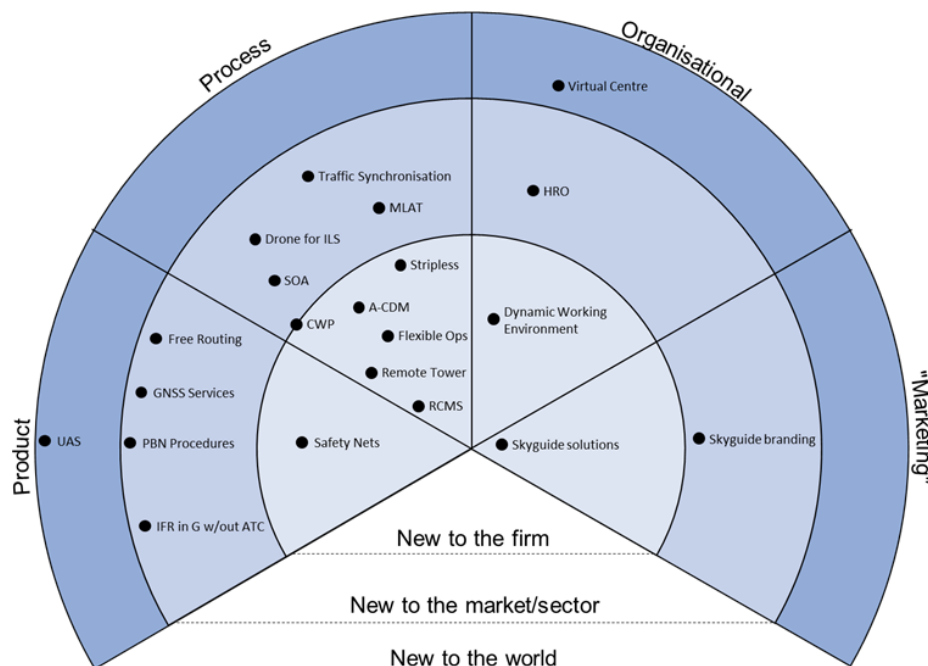 Process
Organisational
Virtual Centre
Traffic Synchronisation
HRO
MLAT
Drone for ILS
Stripless
SOA
A-CDM
Dynamic Working
Environment
CWP
Flexible Ops
Free Routing
Remote Tower
GNSS Services
RCMS
Product
UAS
PBN Procedures
Safety Nets
Skyguide solutions
Skyguide branding
"Marketing"
IFR in G w/out ATC
New to the firm
New to the market/sector
New to the world